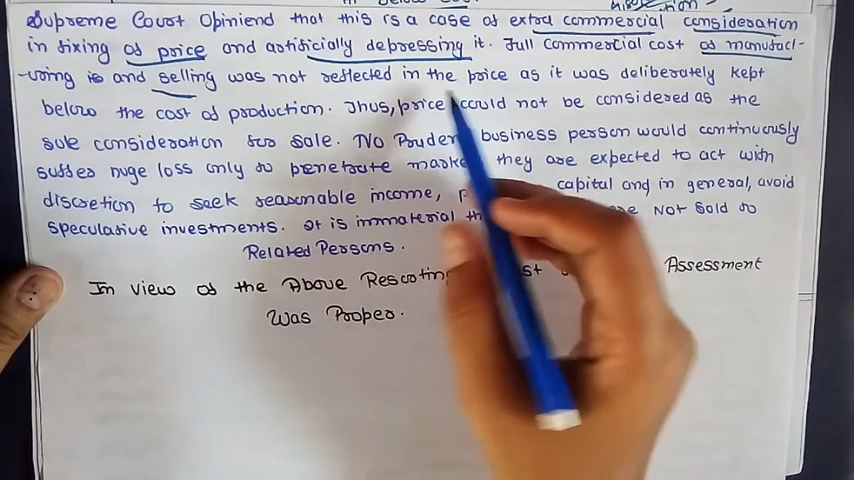 Supreme Court Opiniend that this is a case of extra commercial consideration
in fixing of price and artificially depressing it. Full commercial cost of manufact-
-uring is and selling was not reflected in the price as it was deliberately kept
below the cost of production. Thus, price could not be considered as the
sole consideration for sale. No Pruden business person would continuously
suffer huge loss only to penetrate marke they are expected to act with
discretion to seek reasonable income, capital and in general, avoid
speculative investments. It is immaterial th are Not Sold to
Related Persons.
In view of the Above Assessment
Was Proper.